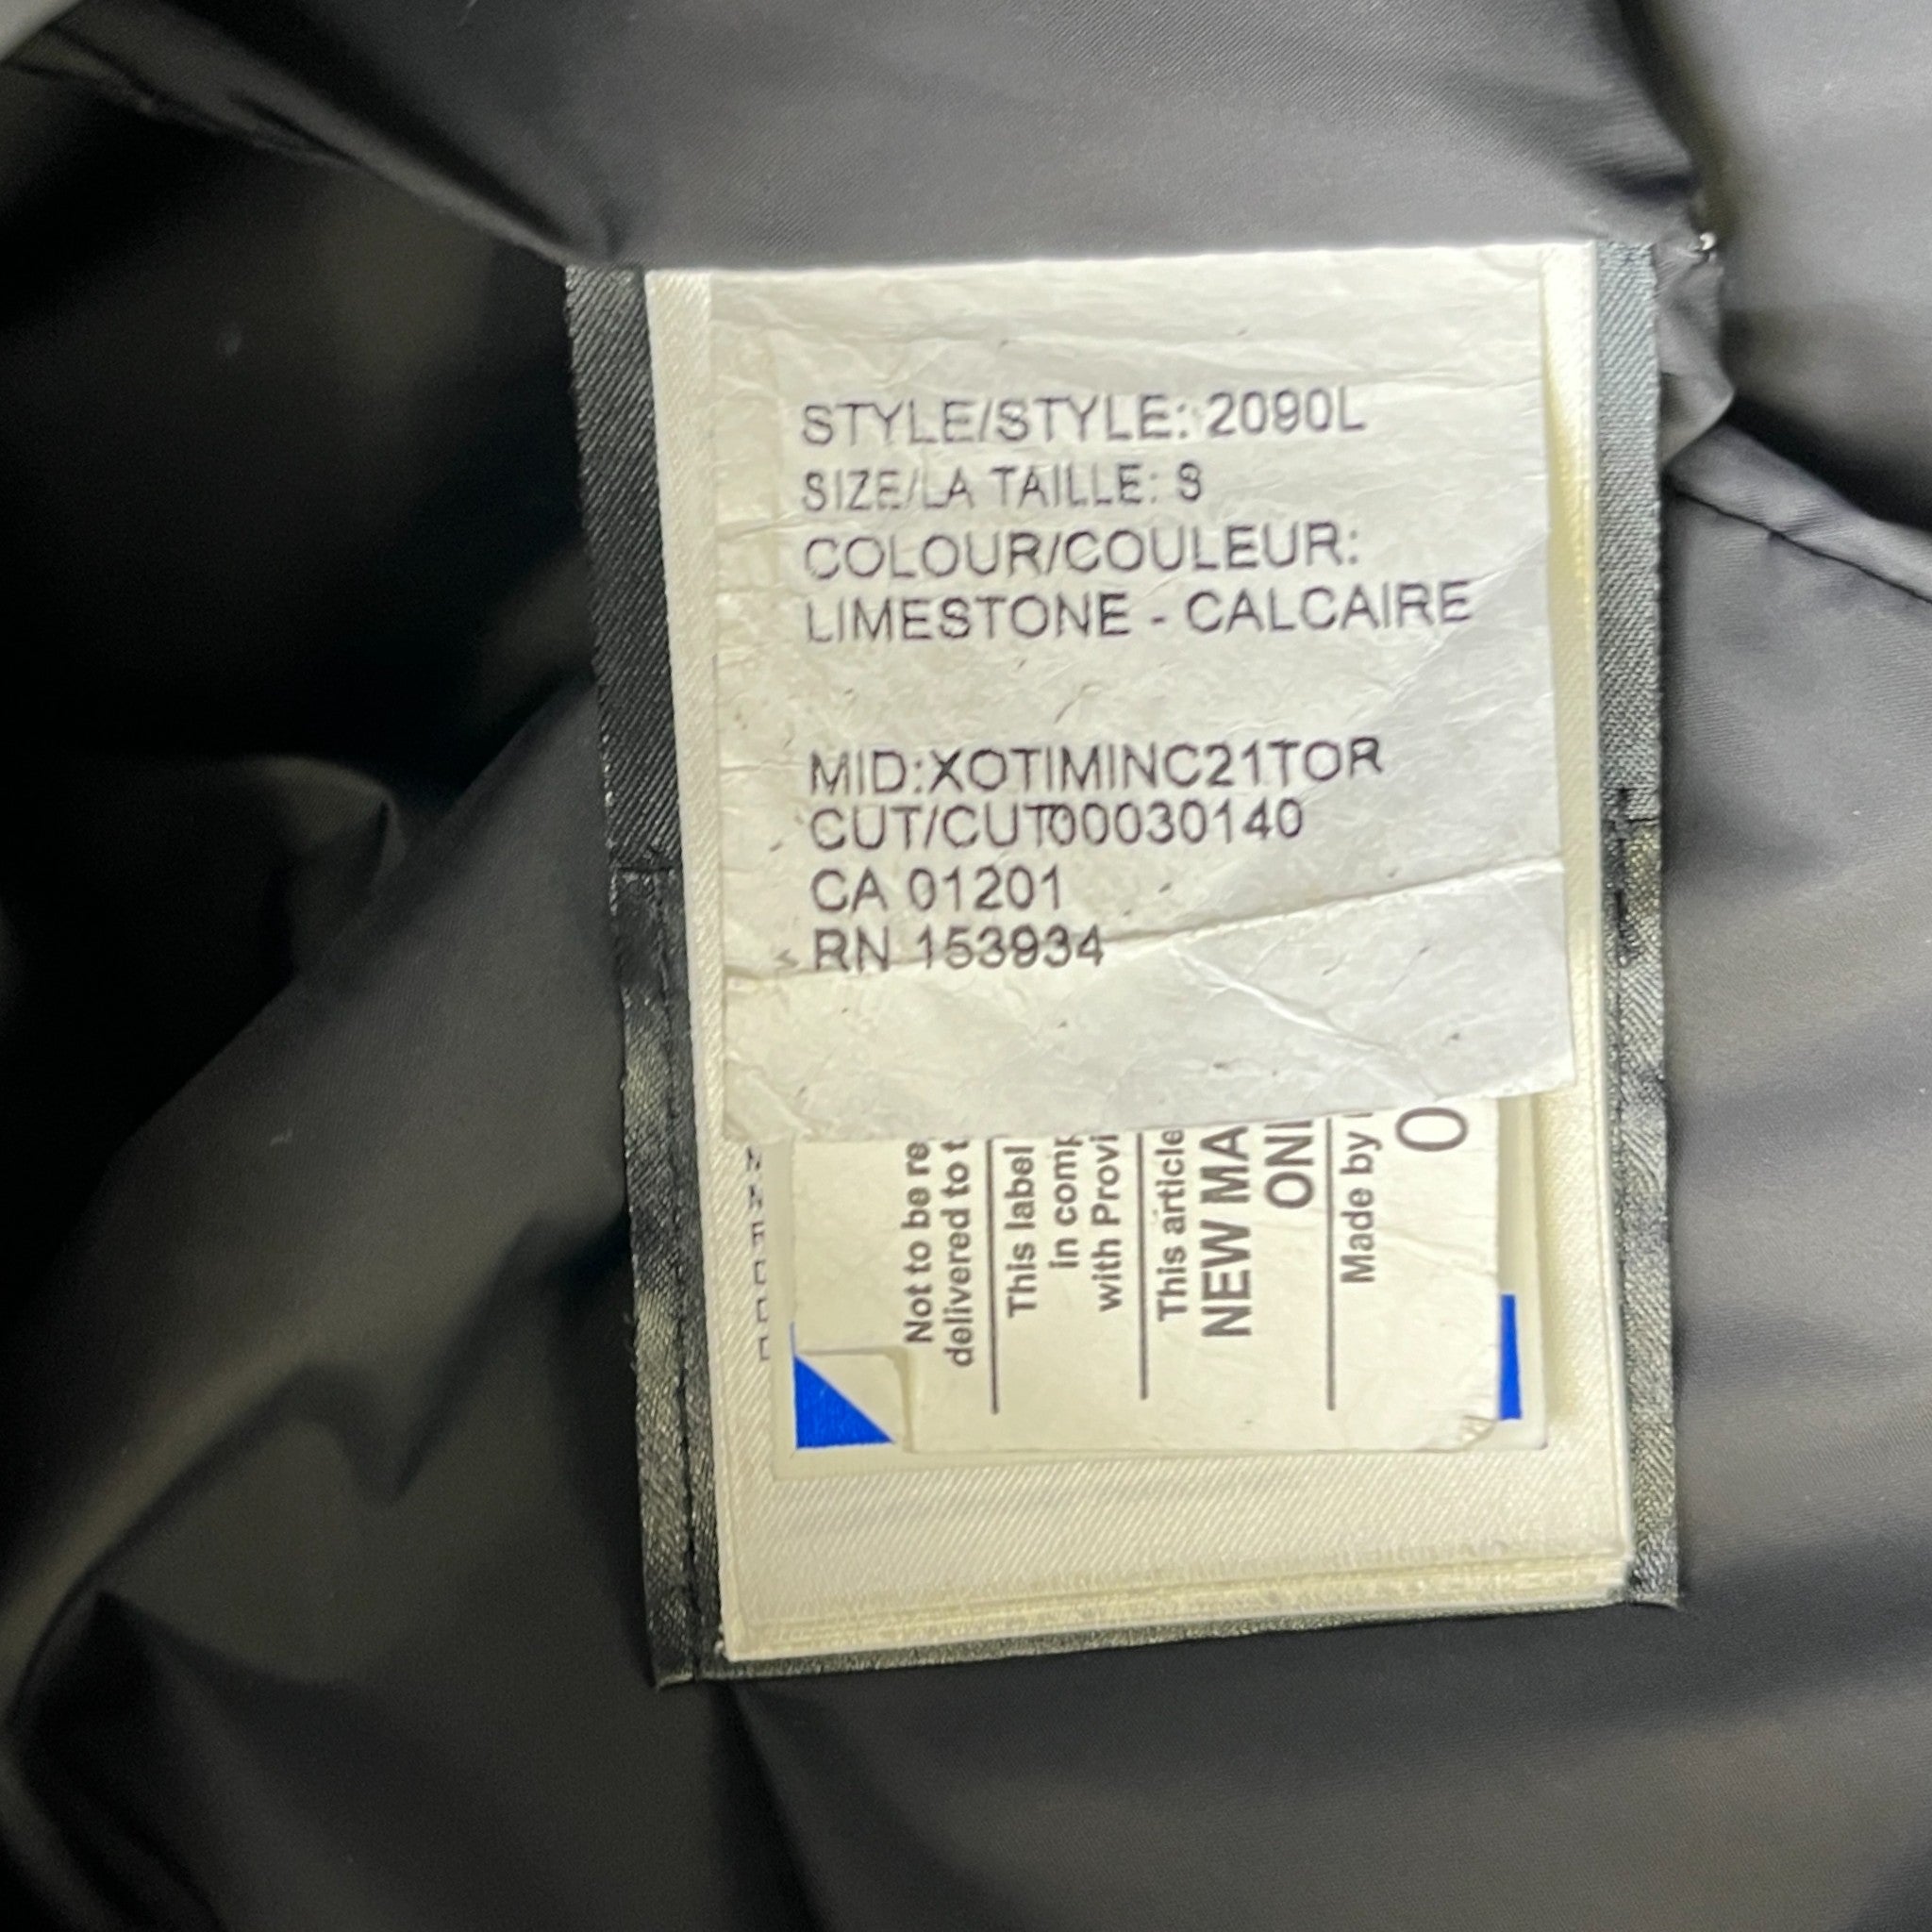 STYLE/STYLE: 2090L
SIZE/LA TAILLE: S
COLOUR/COULEUR:
LIMESTONE - CALCAIRE
MID:XOTIMINC21TOR
CUT/CUT00030140
CA 01201
RN 153934
Not to be re
delivered to t
This label
in comp
with Provi
This article
NEW MA
ONL
Made by
O